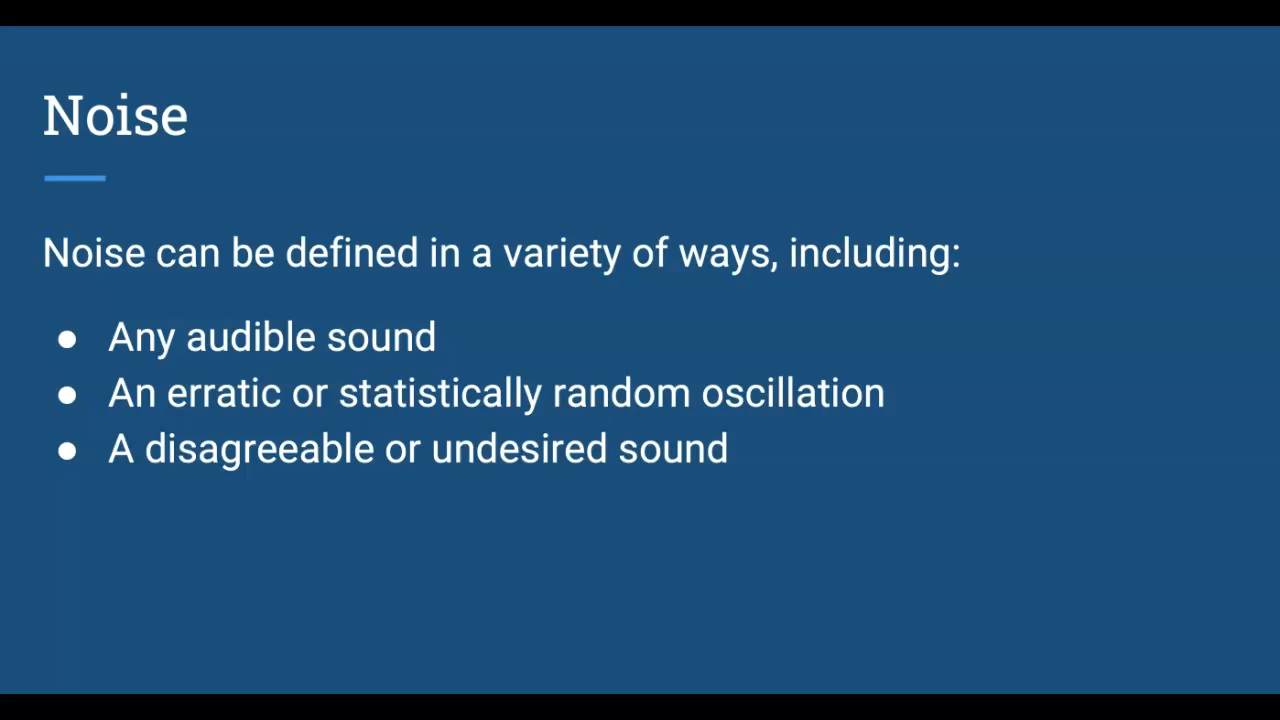 Noise
Noise can be defined in a variety of ways, including:
● Any audible sound
● An erratic or statistically random oscillation
● A disagreeable or undesired sound